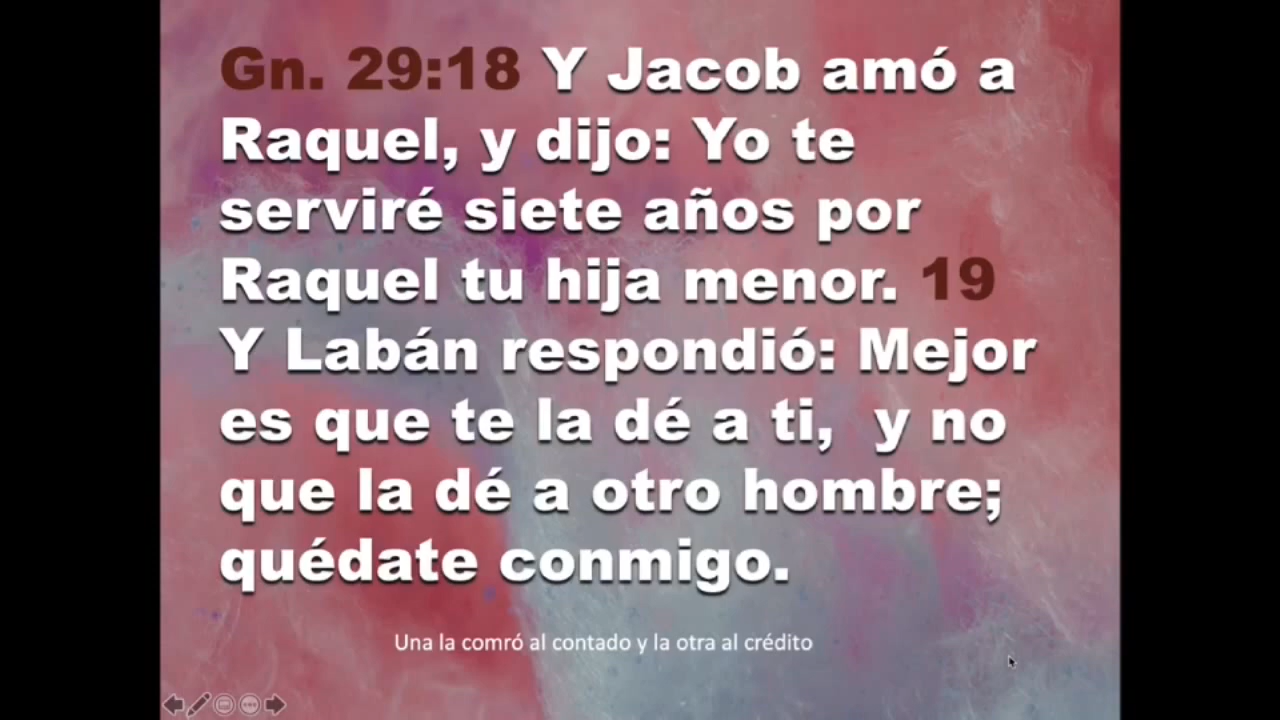 Gn. 29:18 Y Jacob amó a
Raquel, y dijo: Yo te
serviré siete años por
Raquel tu hija menor. 19
Y Labán respondió: Mejor
es que te la dé a ti,  y no
que la dé a otro hombre;
quédate conmigo.
Una la comró al contado y la otra al crédito